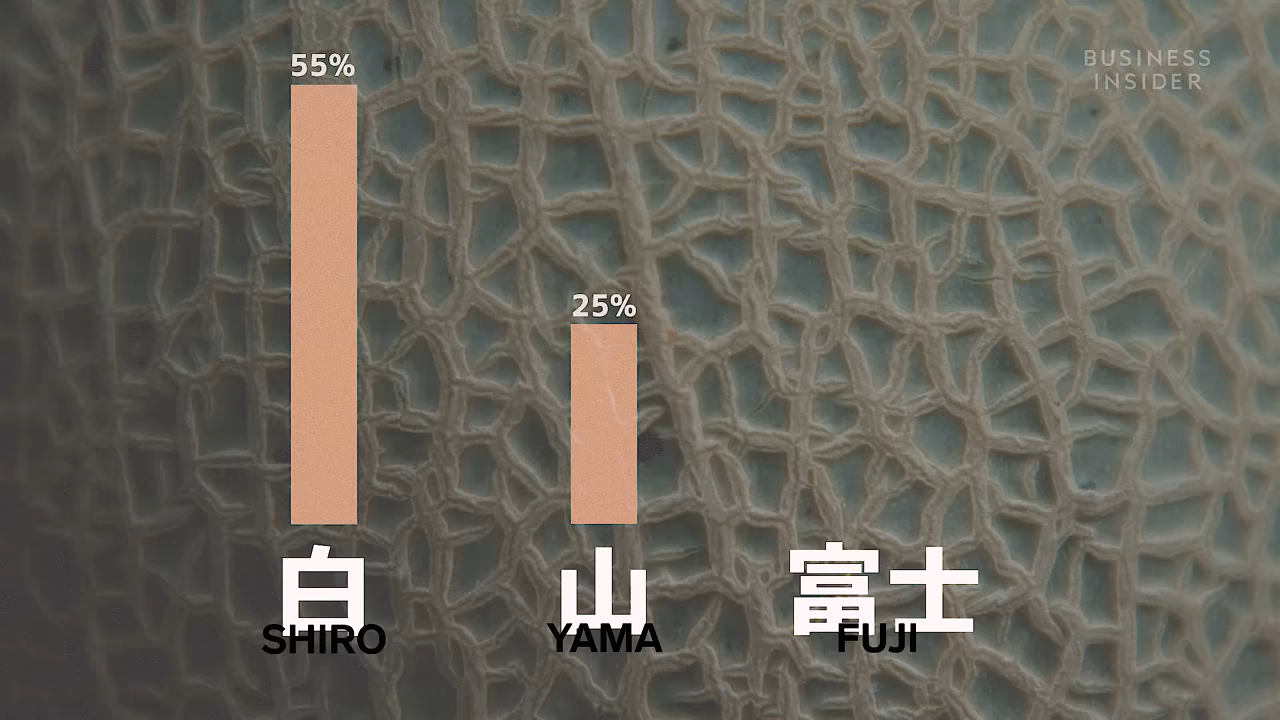 BUSINESS
INSIDER
55%
25%
白 山 富士
SHIRO YAMA FUJI